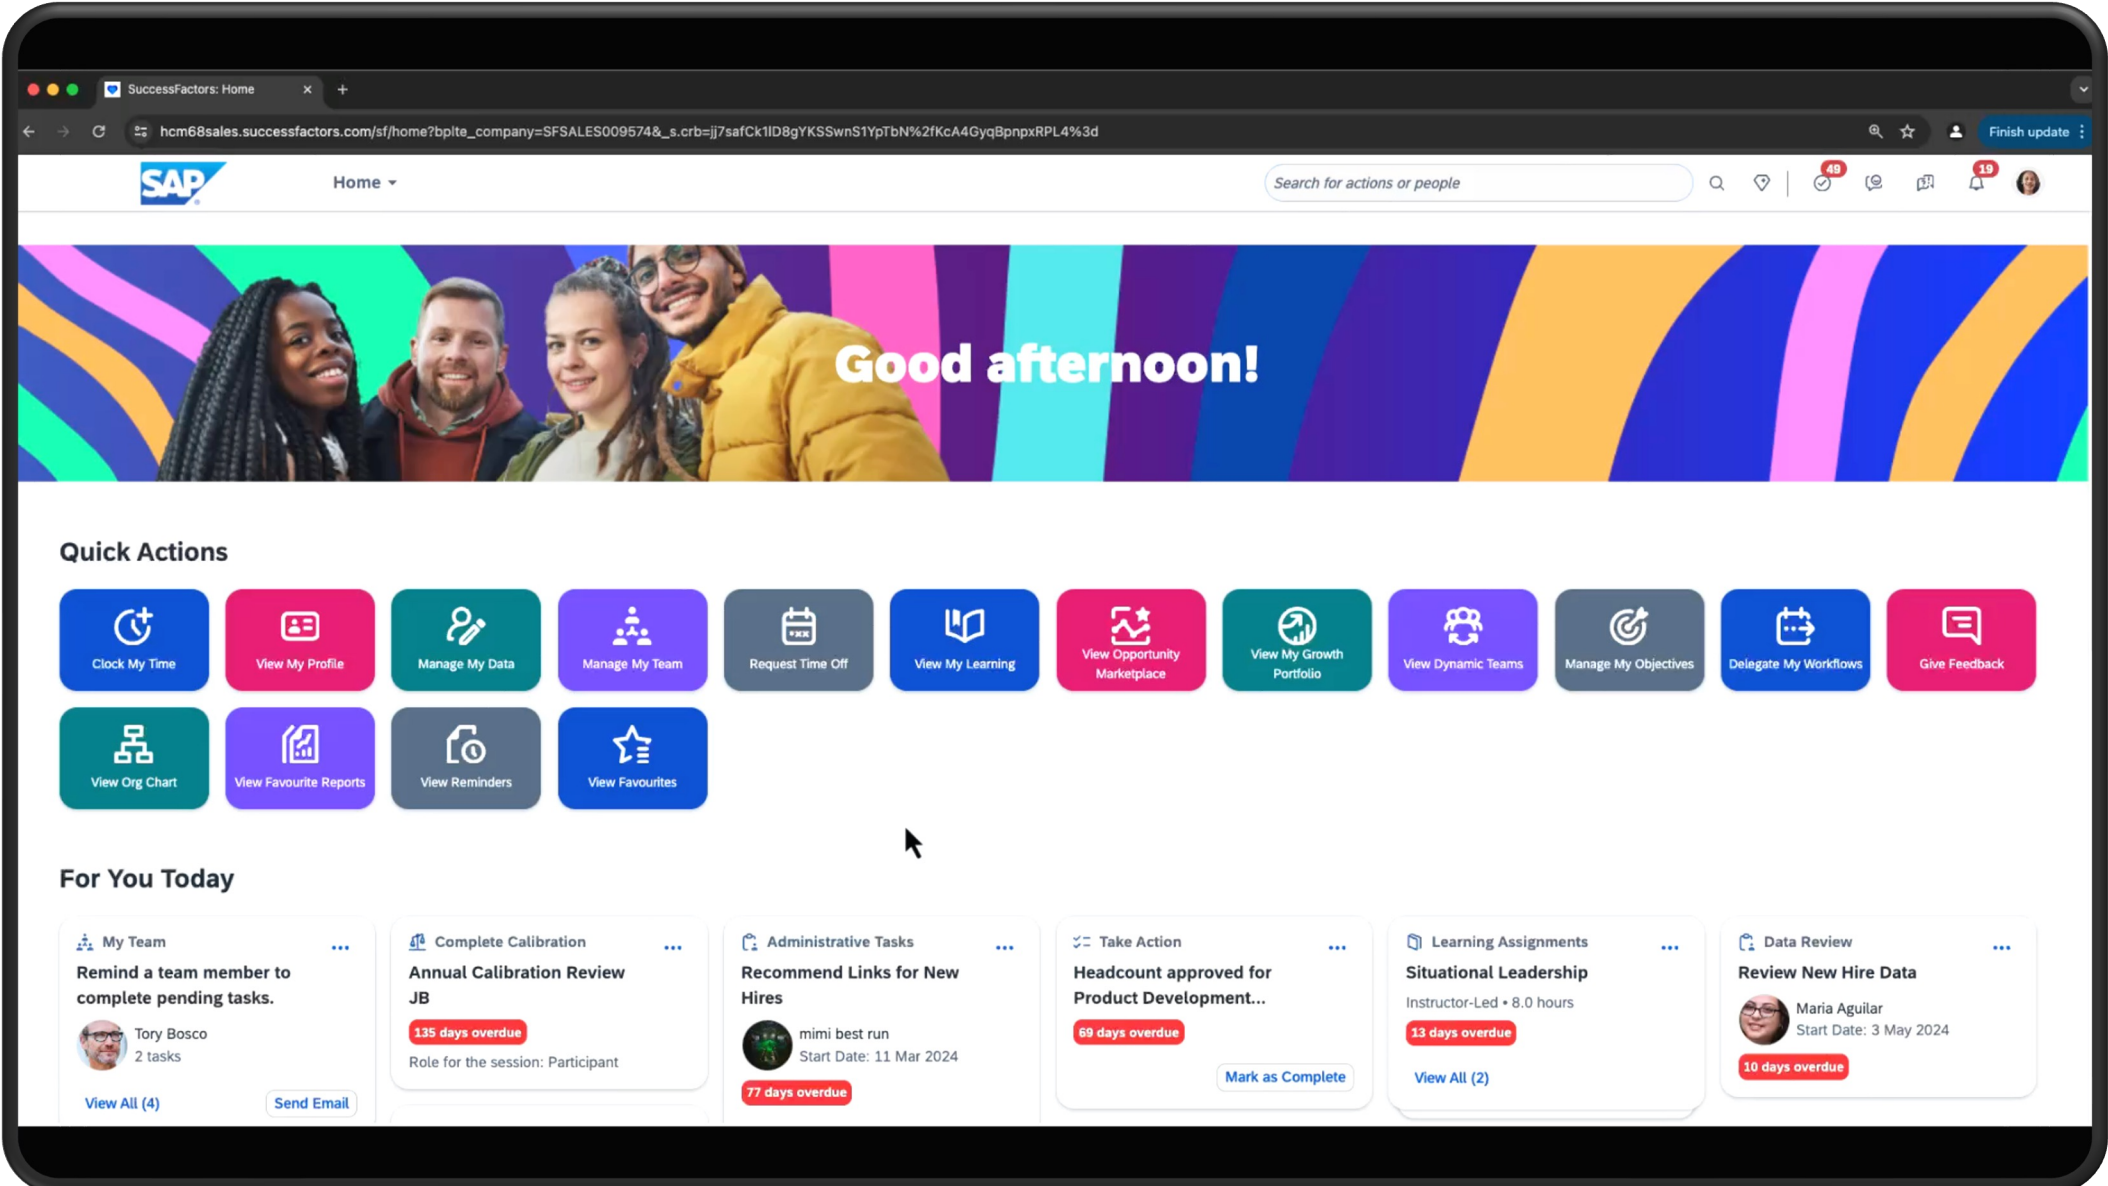 SuccessFactors: Home
hcm68sales.successfactors.com/sf/home?bplte_company=SFSALES009574&_s.crb=jj7safCk1lD8gYKSSwnS1YpTbN%2fKcA4GyqBpnpxRPL4%3d
Finish update
SAP
Home
Search for actions or people
49
19
Good afternoon!
Quick Actions
Clock My Time
View My Profile
Manage My Data
Manage My Team
Request Time Off
View My Learning
View Opportunity
Marketplace
View My Growth
Portfolio
View Dynamic Teams
Manage My Objectives
Delegate My Workflows
Give Feedback
View Org Chart
View Favourite Reports
View Reminders
View Favourites
For You Today
My Team
Remind a team member to
complete pending tasks.
Tory Bosco
2 tasks
View All (4)
Send Email
Complete Calibration
Annual Calibration Review
JB
135 days overdue
Role for the session: Participant
Administrative Tasks
Recommend Links for New
Hires
mimi best run
Start Date: 11 Mar 2024
77 days overdue
Take Action
Headcount approved for
Product Development...
69 days overdue
Mark as Complete
Learning Assignments
Situational Leadership
Instructor-Led • 8.0 hours
13 days overdue
View All (2)
Data Review
Review New Hire Data
Maria Aguilar
Start Date: 3 May 2024
10 days overdue